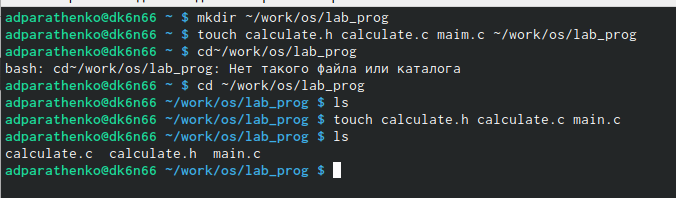 adparathenko@dk6n66 ~ $ mkdir ~/work/os/lab_prog
adparathenko@dk6n66 ~ $ touch calculate.h calculate.c maim.c ~/work/os/lab_prog
adparathenko@dk6n66 ~ $ cd~/work/os/lab_prog
bash: cd~/work/os/lab_prog: Нет такого файла или каталога
adparathenko@dk6n66 ~ $ cd ~/work/os/lab_prog
adparathenko@dk6n66 ~/work/os/lab_prog $ ls
adparathenko@dk6n66 ~/work/os/lab_prog $ touch calculate.h calculate.c main.c
adparathenko@dk6n66 ~/work/os/lab_prog $ ls
calculate.c  calculate.h  main.c
adparathenko@dk6n66 ~/work/os/lab_prog $